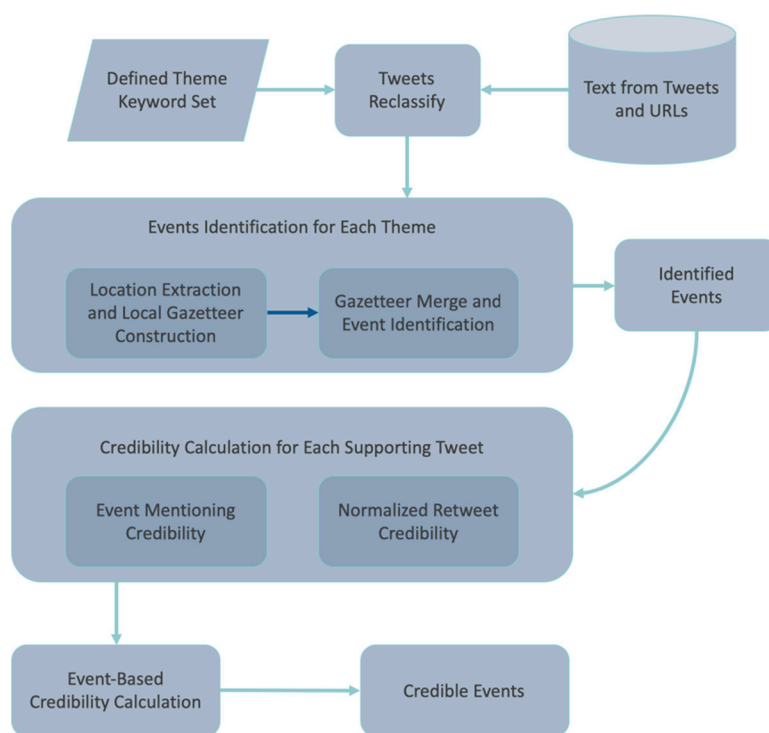 Defined Theme
Keyword Set
Tweets
Reclassify
Text from Tweets
and URLs
Events Identification for Each Theme
Location Extraction
and Local Gazetteer
Construction
Gazetteer Merge and
Event Identification
Identified
Events
Credibility Calculation for Each Supporting Tweet
Event Mentioning
Credibility
Normalized Retweet
Credibility
Event-Based
Credibility Calculation
Credible Events